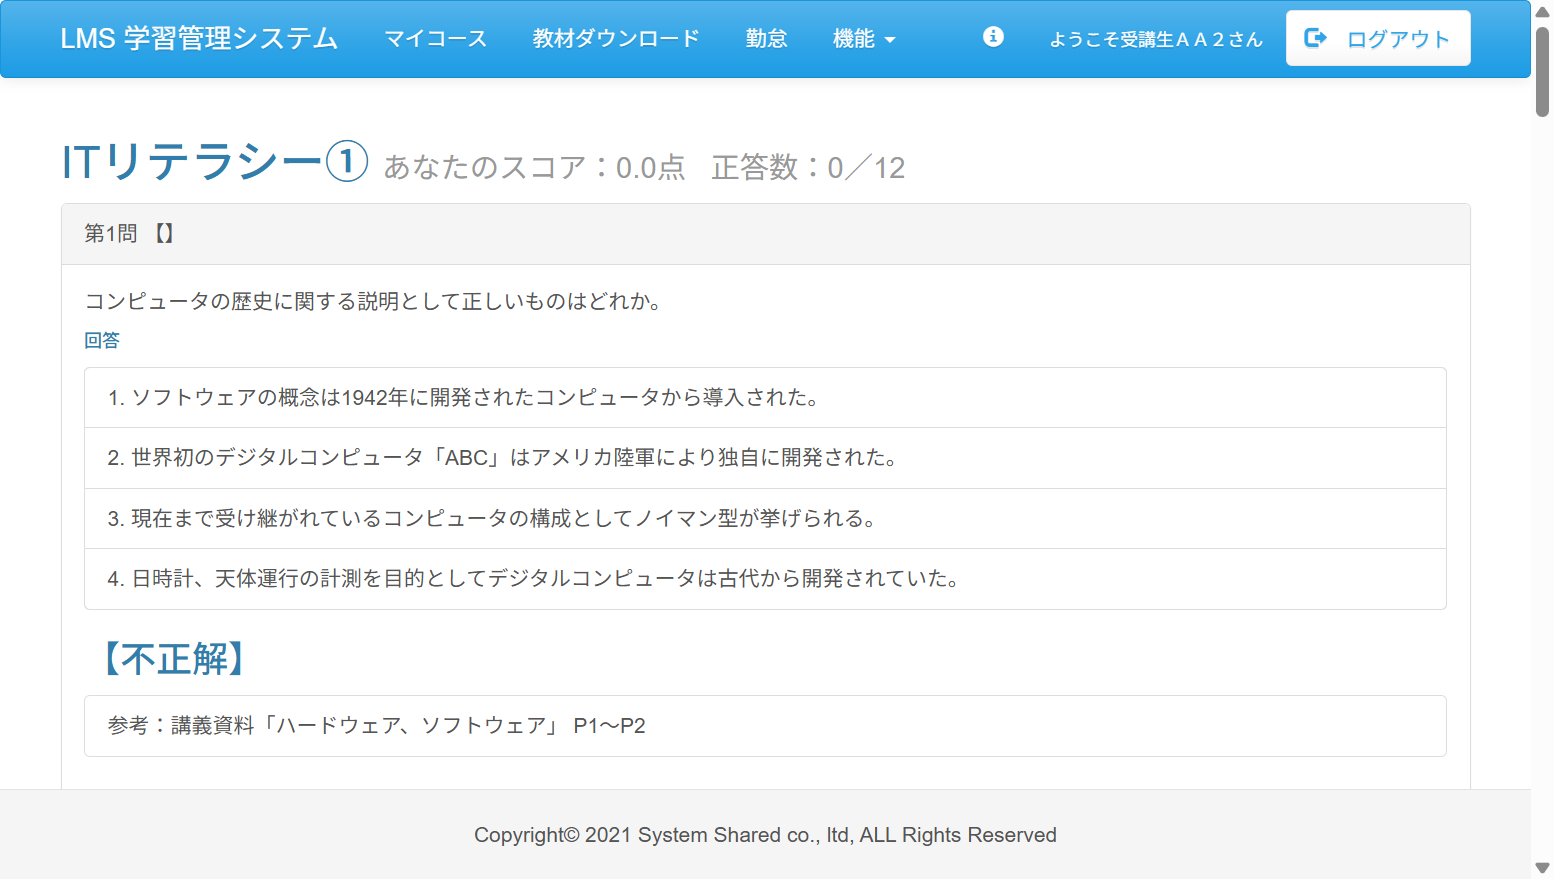 LMS 学習管理システム マイコース 教材ダウンロード 勤怠 機能 ようこそ受講生ＡＡ２さん ログアウト
ITリテラシー① あなたのスコア：0.0点 正答数：0／12
第1問 【】
コンピュータの歴史に関する説明として正しいものはどれか。
回答
1. ソフトウェアの概念は1942年に開発されたコンピュータから導入された。
2. 世界初のデジタルコンピュータ「ABC」はアメリカ陸軍により独自に開発された。
3. 現在まで受け継がれているコンピュータの構成としてノイマン型が挙げられる。
4. 日時計、天体運行の計測を目的としてデジタルコンピュータは古代から開発されていた。
【不正解】
参考：講義資料「ハードウェア、ソフトウェア」 P1～P2
Copyright© 2021 System Shared co., ltd, ALL Rights Reserved